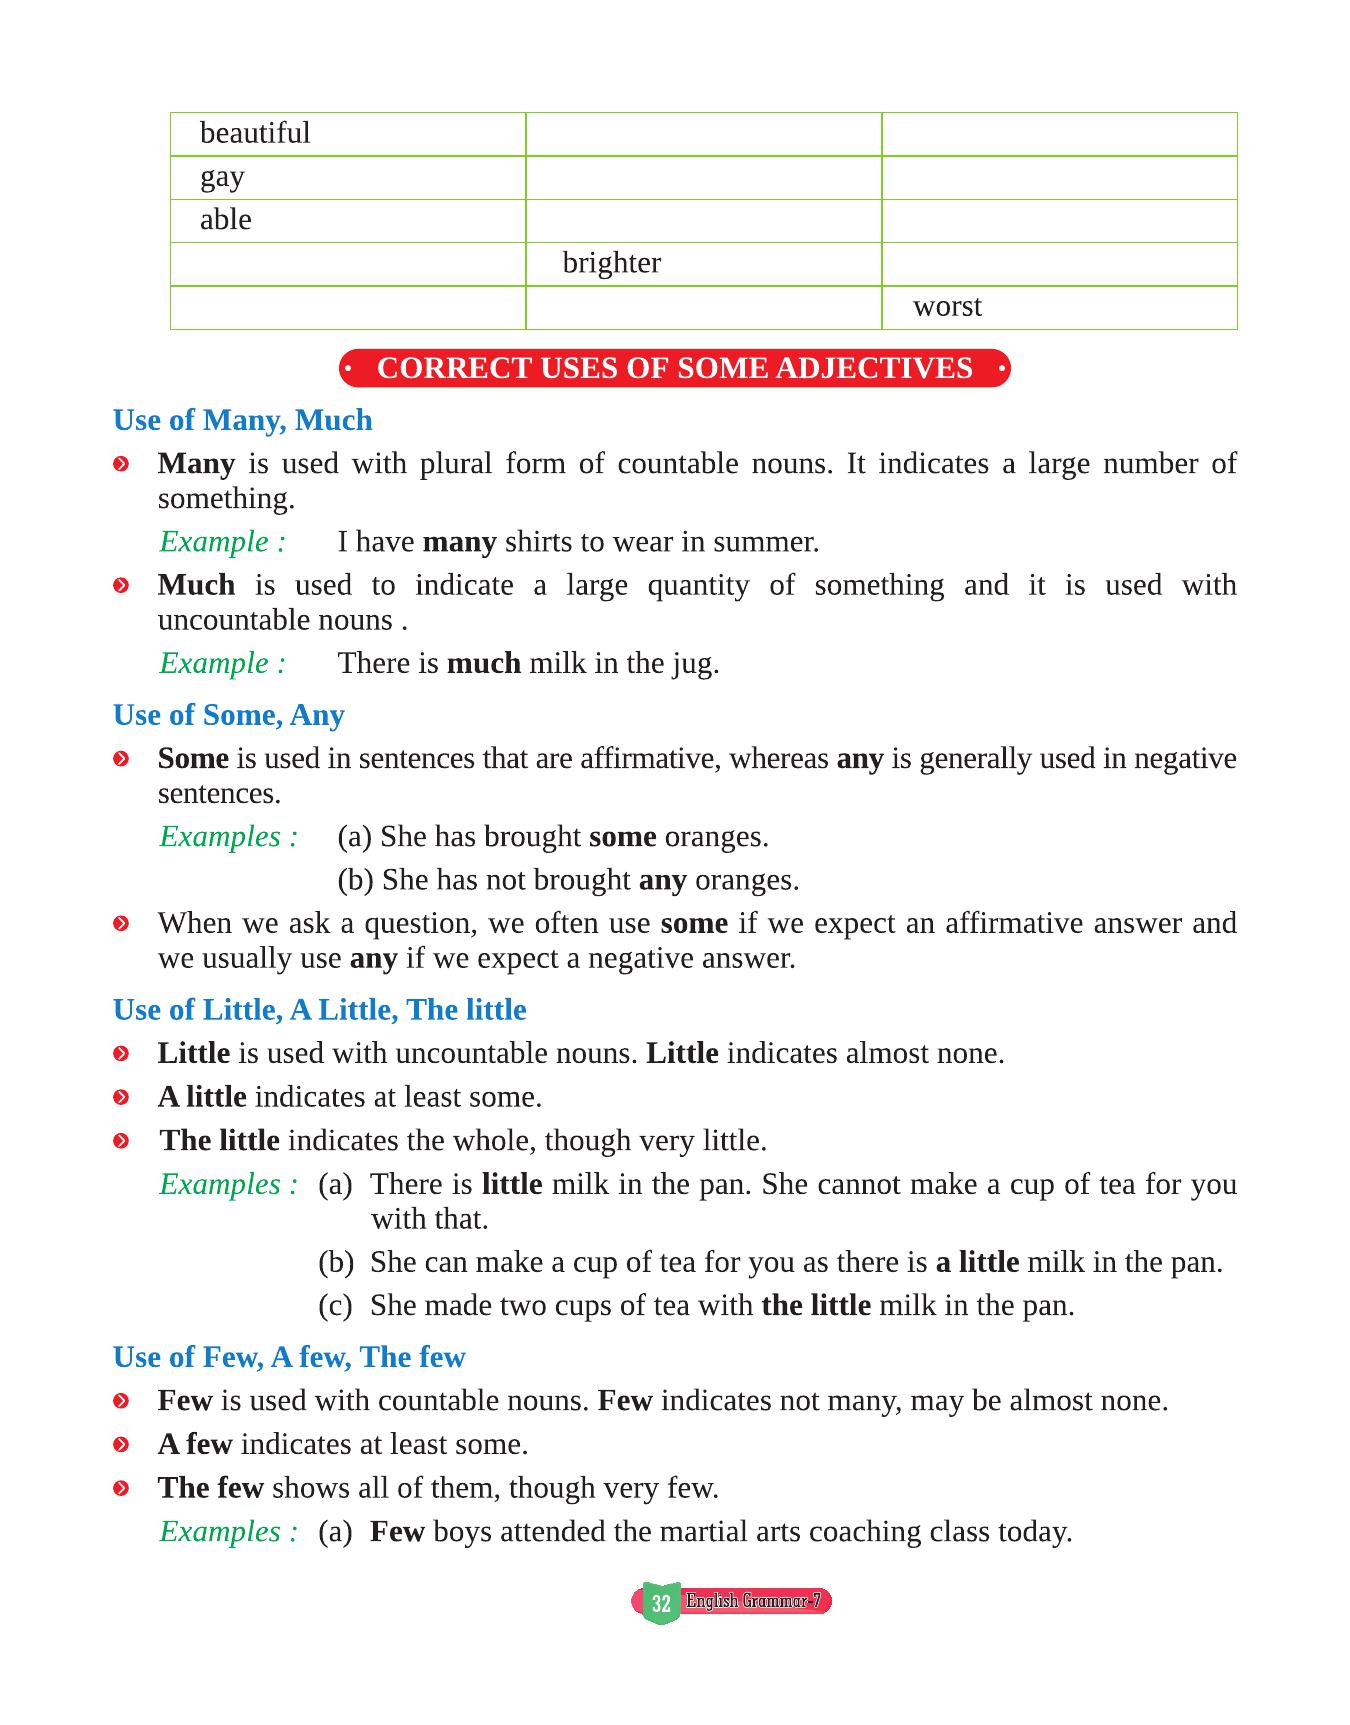 beautiful
gay
able
brighter
worst
CORRECT USES OF SOME ADJECTIVES
Use of Many, Much
Many is used with plural form of countable nouns. It indicates a large number of
something.
Example : I have many shirts to wear in summer.
Much is used to indicate a large quantity of something and it is used with
uncountable nouns .
Example : There is much milk in the jug.
Use of Some, Any
Some is used in sentences that are affirmative, whereas any is generally used in negative
sentences.
Examples : (a) She has brought some oranges.
(b) She has not brought any oranges.
When we ask a question, we often use some if we expect an affirmative answer and
we usually use any if we expect a negative answer.
Use of Little, A Little, The little
Little is used with uncountable nouns. Little indicates almost none.
A little indicates at least some.
The little indicates the whole, though very little.
Examples : (a) There is little milk in the pan. She cannot make a cup of tea for you
with that.
(b) She can make a cup of tea for you as there is a little milk in the pan.
(c) She made two cups of tea with the little milk in the pan.
Use of Few, A few, The few
Few is used with countable nouns. Few indicates not many, may be almost none.
A few indicates at least some.
The few shows all of them, though very few.
Examples : (a) Few boys attended the martial arts coaching class today.
32 English Grammar-7